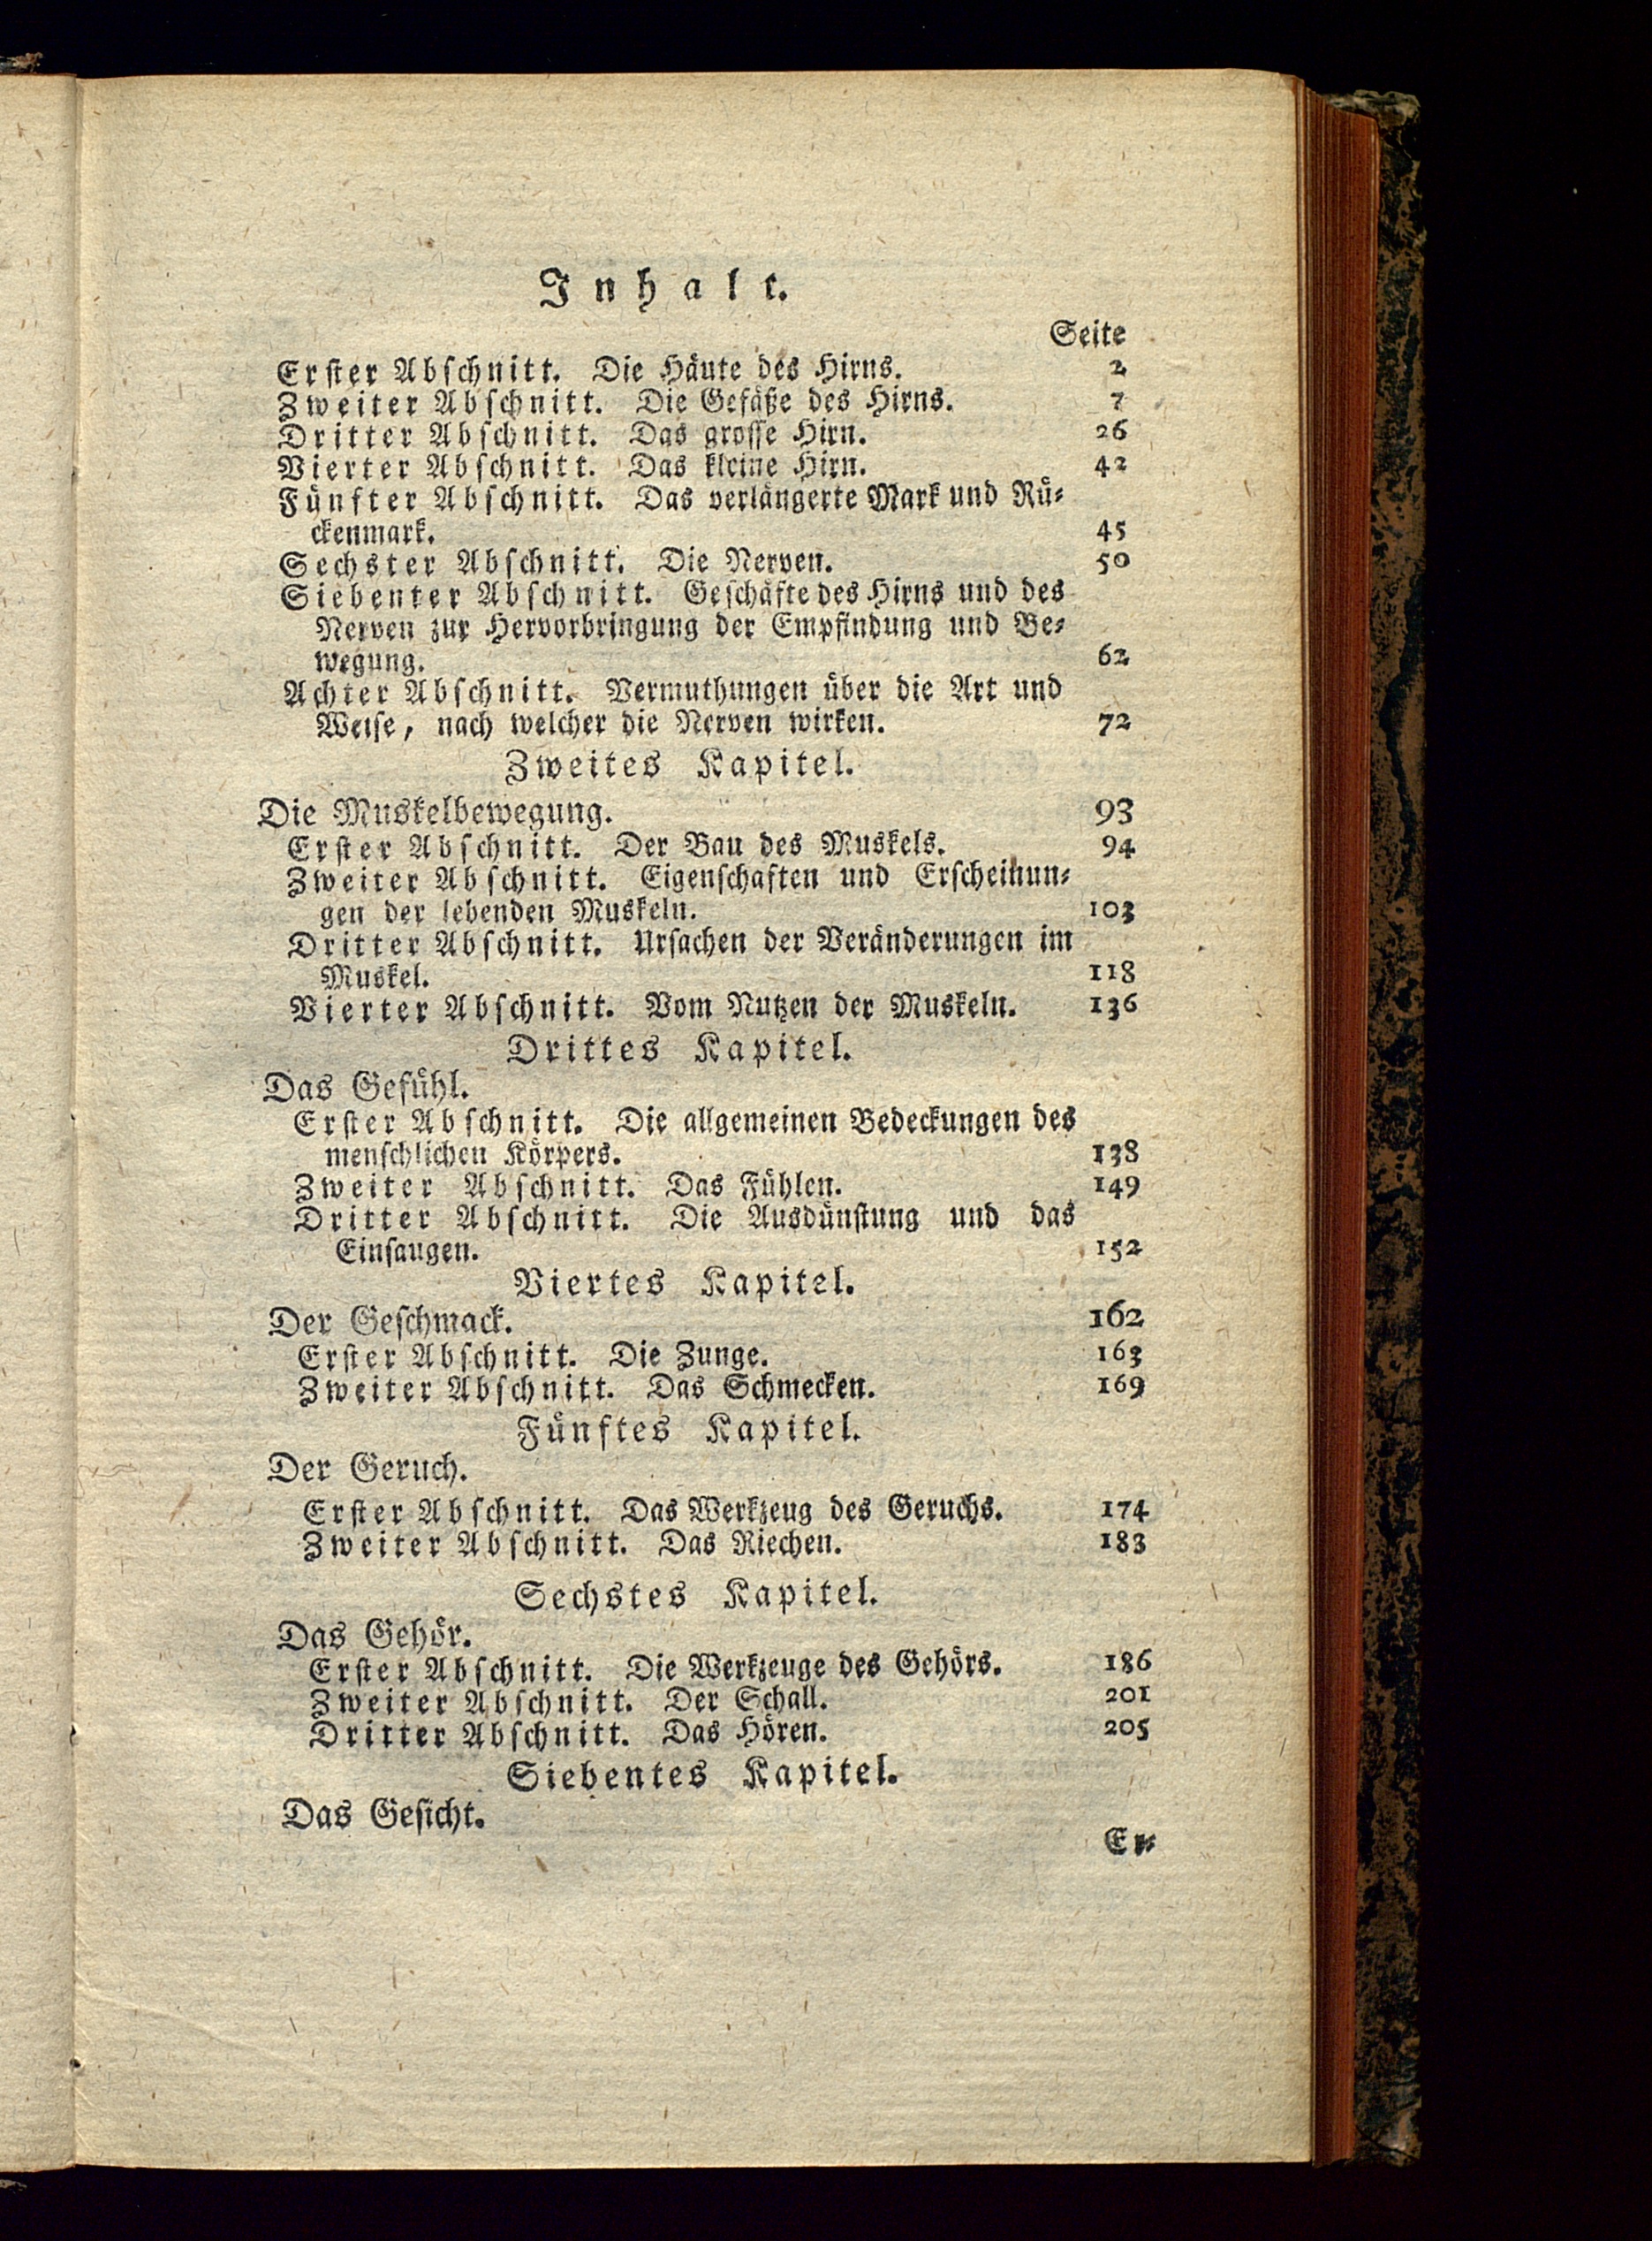 Inhalt.
Seite
Erster Abschnitt. Die Häute des Hirns. 2
Zweiter Abschnitt. Die Gefäße des Hirns. 7
Dritter Abschnitt. Das grosse Hirn. 26
Vierter Abschnitt. Das kleine Hirn. 42
Fünfter Abschnitt. Das verlängerte Mark und Rü-
ckenmark. 45
Sechster Abschnitt. Die Nerven. 50
Siebenter Abschnitt. Geschäfte des Hirns und des
Nerven zur Hervorbringung der Empfindung und Be-
wegung. 62
Achter Abschnitt. Vermuthungen über die Art und
Weise, nach welcher die Nerven wirken. 72
Zweites Kapitel.
Die Muskelbewegung. 93
Erster Abschnitt. Der Bau des Muskels. 94
Zweiter Abschnitt. Eigenschaften und Erscheinun-
gen der lebenden Muskeln. 103
Dritter Abschnitt. Ursachen der Veränderungen im
Muskel. 118
Vierter Abschnitt. Vom Nutzen der Muskeln. 136
Drittes Kapitel.
Das Gefühl.
Erster Abschnitt. Die allgemeinen Bedeckungen des
menschlichen Körpers. 138
Zweiter Abschnitt. Das Fühlen. 149
Dritter Abschnitt. Die Ausdünstung und das
Einsaugen. 152
Viertes Kapitel.
Der Geschmack. 162
Erster Abschnitt. Die Zunge. 163
Zweiter Abschnitt. Das Schmecken. 169
Fünftes Kapitel.
Der Geruch.
Erster Abschnitt. Das Werkzeug des Geruchs. 174
Zweiter Abschnitt. Das Riechen. 183
Sechstes Kapitel.
Das Gehör.
Erster Abschnitt. Die Werkzeuge des Gehörs. 186
Zweiter Abschnitt. Der Schall. 201
Dritter Abschnitt. Das Hören. 205
Siebentes Kapitel.
Das Gesicht.
Er-